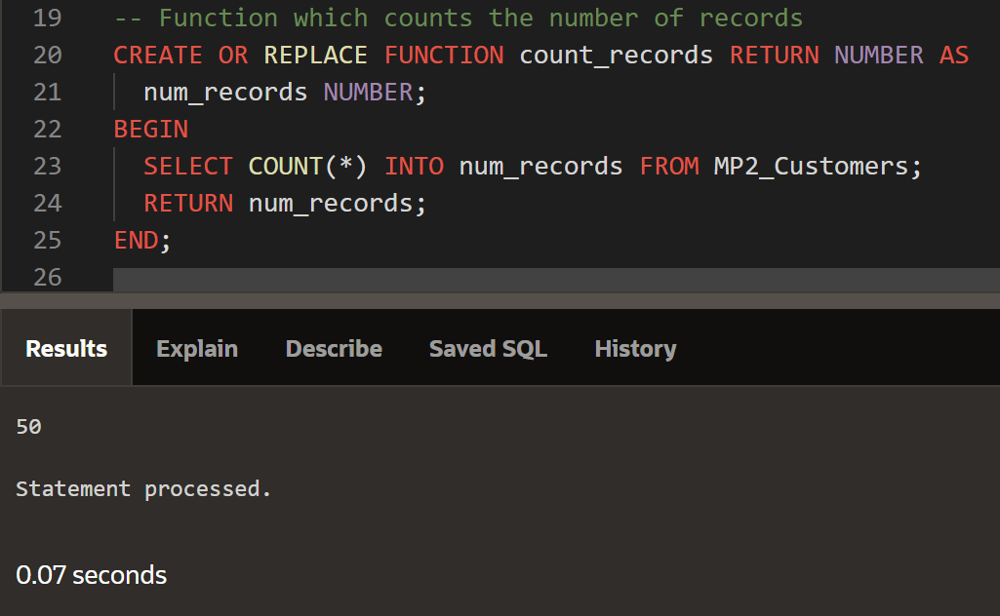 19 -- Function which counts the number of records
20 CREATE OR REPLACE FUNCTION count_records RETURN NUMBER AS
21 num_records NUMBER;
22 BEGIN
23 SELECT COUNT(*) INTO num_records FROM MP2_Customers;
24 RETURN num_records;
25 END;
26
Results Explain Describe Saved SQL History
50
Statement processed.
0.07 seconds